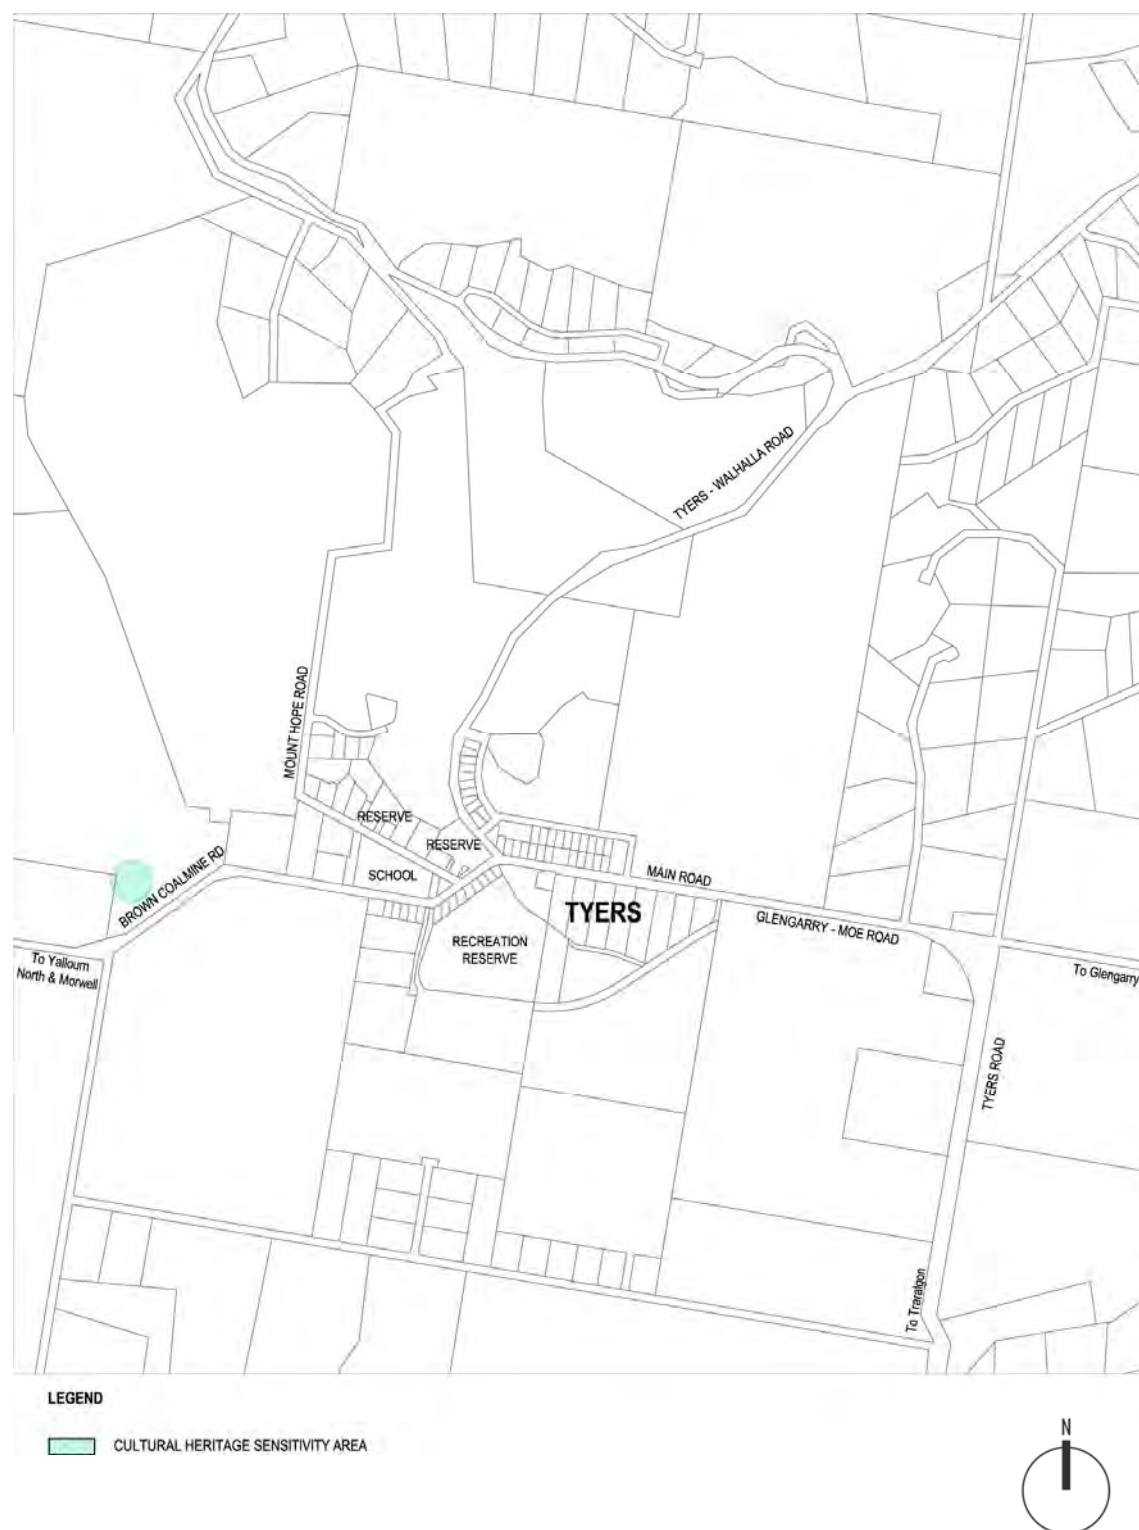 TYERS - WALHALLA ROAD
MOUNT HOPE ROAD
RESERVE
RESERVE
BROWN COALMINE RD
SCHOOL
MAIN ROAD
TYERS
GLENGARRY - MOE ROAD
RECREATION
RESERVE
To Yallourn
North & Morwell
To Glengarry
TYERS ROAD
To Traralgon
LEGEND
CULTURAL HERITAGE SENSITIVITY AREA
N